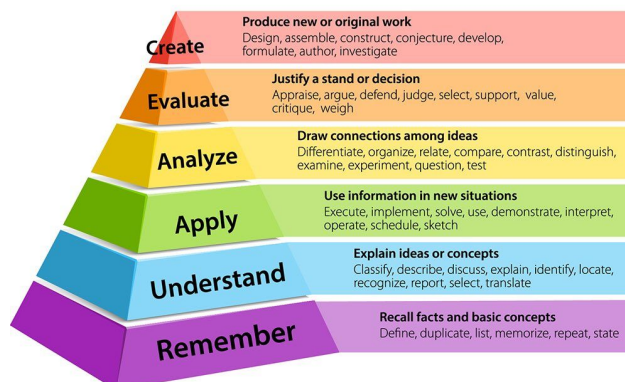 Create
Produce new or original work
Design, assemble, construct, conjecture, develop,
formulate, author, investigate
Evaluate
Justify a stand or decision
Appraise, argue, defend, judge, select, support, value,
critique, weigh
Analyze
Draw connections among ideas
Differentiate, organize, relate, compare, contrast, distinguish,
examine, experiment, question, test
Apply
Use information in new situations
Execute, implement, solve, use, demonstrate, interpret,
operate, schedule, sketch
Understand
Explain ideas or concepts
Classify, describe, discuss, explain, identify, locate,
recognize, report, select, translate
Remember
Recall facts and basic concepts
Define, duplicate, list, memorize, repeat, state